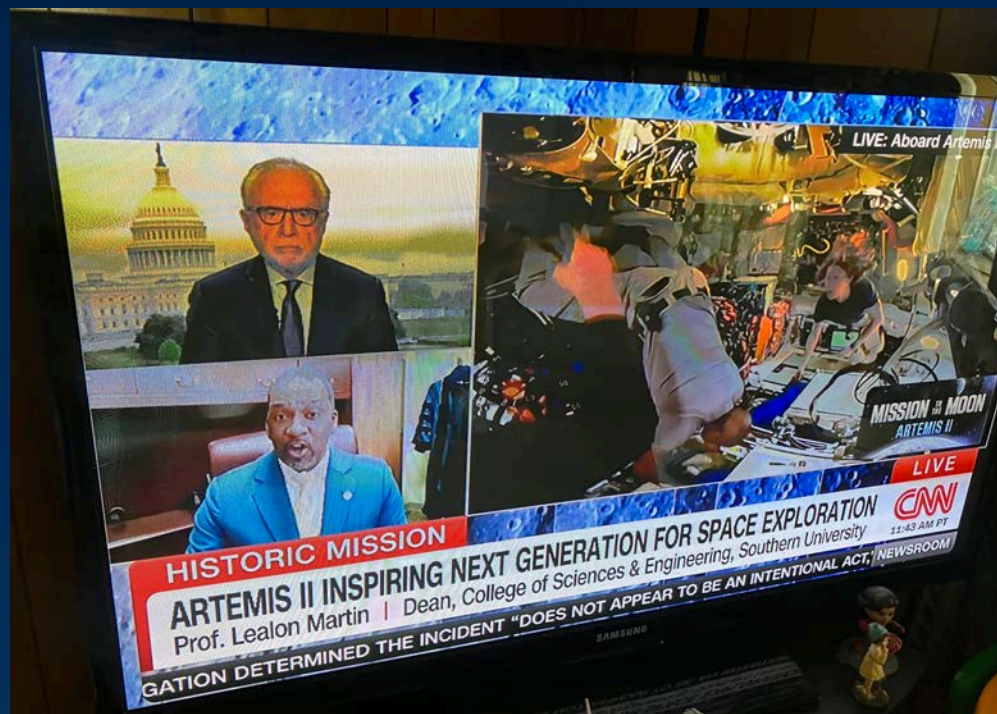 LIVE: Aboard Artemis
MISSION TO THE MOON
ARTEMIS II
LIVE
CNN
11:43 AM PT
HISTORIC MISSION
ARTEMIS II INSPIRING NEXT GENERATION FOR SPACE EXPLORATION
Prof. Lealon Martin | Dean, College of Sciences & Engineering, Southern University
GATION DETERMINED THE INCIDENT “DOES NOT APPEAR TO BE AN INTENTIONAL ACT,” NEWSROOM
SAMSUNG